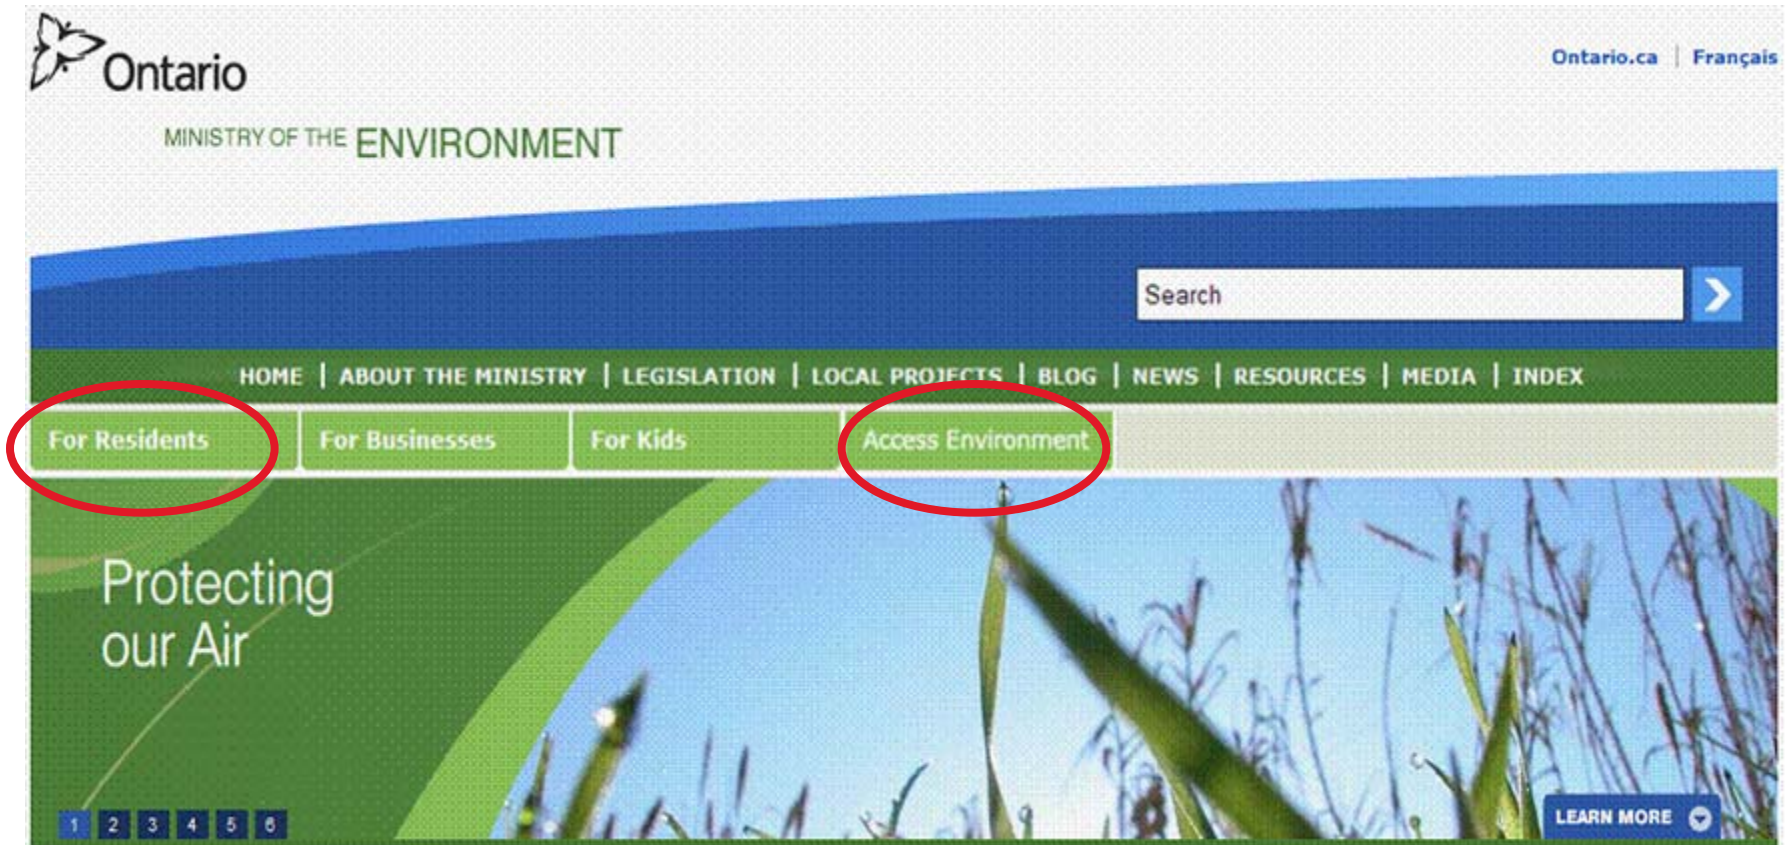 Ontario
Ontario.ca | Français
MINISTRY OF THE ENVIRONMENT
Search
HOME | ABOUT THE MINISTRY | LEGISLATION | LOCAL PROJECTS | BLOG | NEWS | RESOURCES | MEDIA | INDEX
For Residents For Businesses For Kids Access Environment
Protecting
our Air
1 2 3 4 5 6
LEARN MORE